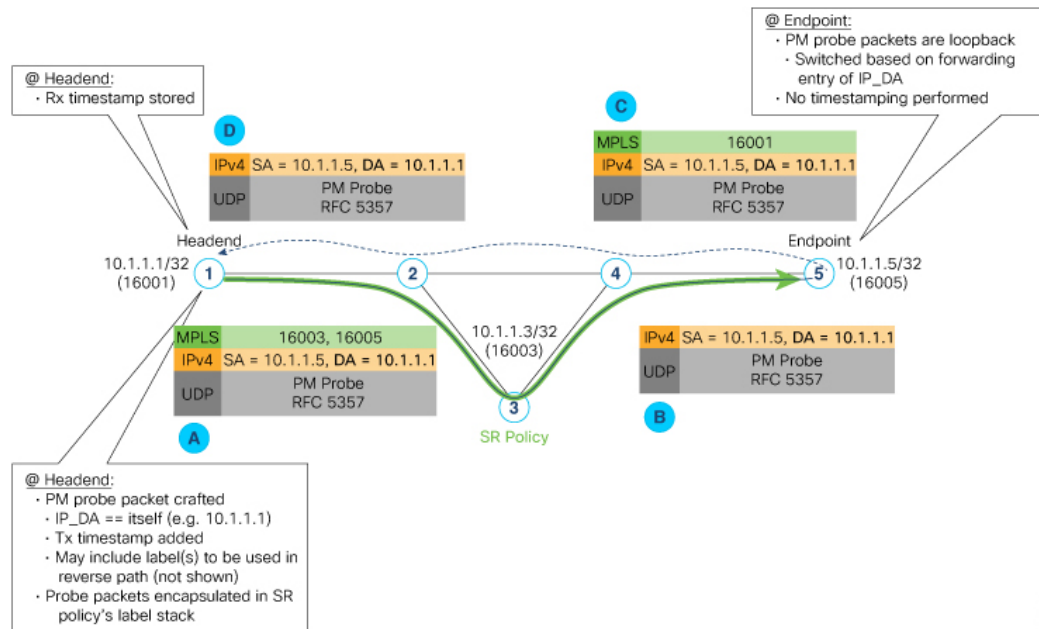 @ Endpoint:
· PM probe packets are loopback
· Switched based on forwarding
entry of IP_DA
· No timestamping performed
@ Headend:
· Rx timestamp stored
D
IPv4 SA = 10.1.1.5, DA = 10.1.1.1
UDP
PM Probe
RFC 5357
C
MPLS 16001
IPv4 SA = 10.1.1.5, DA = 10.1.1.1
UDP
PM Probe
RFC 5357
Headend
10.1.1.1/32
(16001)
1
2
4
5
Endpoint
10.1.1.5/32
(16005)
10.1.1.3/32
(16003)
3
SR Policy
MPLS 16003, 16005
IPv4 SA = 10.1.1.5, DA = 10.1.1.1
UDP
PM Probe
RFC 5357
A
IPv4 SA = 10.1.1.5, DA = 10.1.1.1
UDP
PM Probe
RFC 5357
B
@ Headend:
· PM probe packet crafted
· IP_DA == itself (e.g. 10.1.1.1)
· Tx timestamp added
· May include label(s) to be used in
reverse path (not shown)
· Probe packets encapsulated in SR
policy's label stack